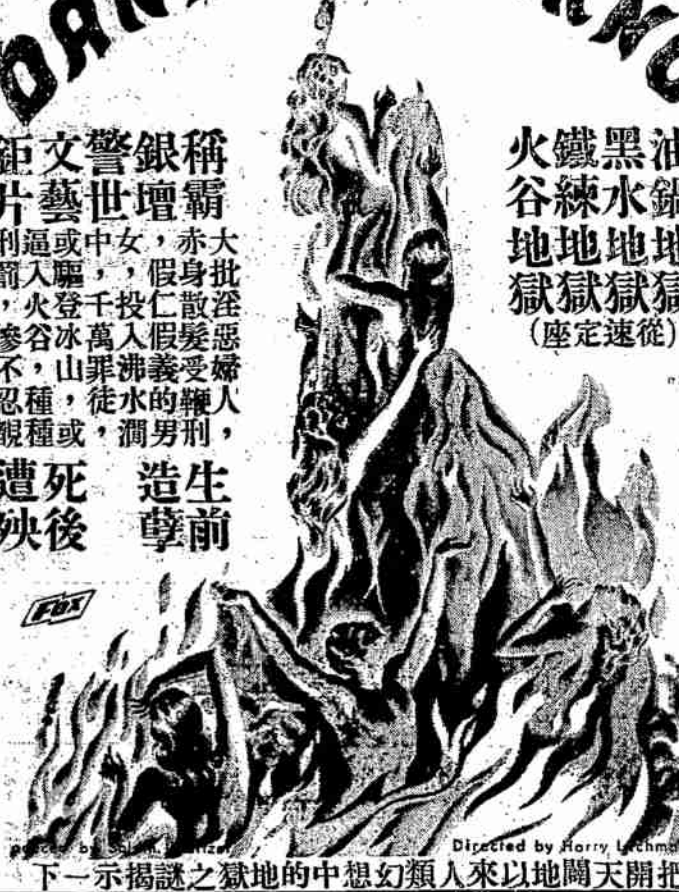 DAN
NO
油鍋地獄
黑水地獄
鐵練地獄
火谷地獄
(從速定座)
稱霸
銀壇
警世
文藝
鉅片
大批淫惡婦人，
赤身散髮受鞭刑
，假仁假義的男
女，投入沸水澗
中，千萬罪徒，
或驅登冰山，或
逼入火谷，種種
刑罰，慘不忍覩
生前
造孽
死後
遭殃
FOX
by
Directed by Harry
把開天闢地以來人類幻想中的地獄之謎揭示一下